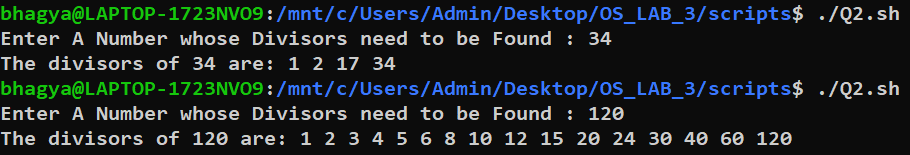 bhagya@LAPTOP-1723NVO9:/mnt/c/Users/Admin/Desktop/OS_LAB_3/scripts$ ./Q2.sh
Enter A Number whose Divisors need to be Found : 34
The divisors of 34 are: 1 2 17 34
bhagya@LAPTOP-1723NVO9:/mnt/c/Users/Admin/Desktop/OS_LAB_3/scripts$ ./Q2.sh
Enter A Number whose Divisors need to be Found : 120
The divisors of 120 are: 1 2 3 4 5 6 8 10 12 15 20 24 30 40 60 120